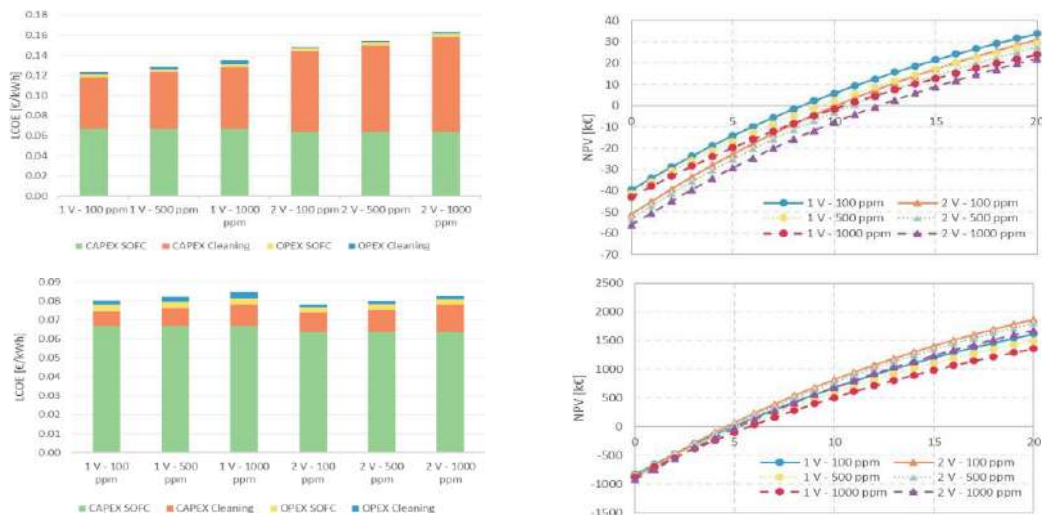 0.18
0.16
0.14
0.12
0.10
0.08
0.06
0.04
0.02
0.00
LCOE [€/kWh]
1 V - 100 ppm
1 V - 500 ppm
1 V - 1000 ppm
2 V - 100 ppm
2 V - 500 ppm
2 V - 1000 ppm
CAPEX SOFC
CAPEX Cleaning
OPEX SOFC
OPEX Cleaning
40
30
20
10
0
-10
-20
-30
-40
-50
-60
-70
NPV [k€]
0
5
10
15
20
1 V - 100 ppm
2 V - 100 ppm
1 V - 500 ppm
2 V - 500 ppm
1 V - 1000 ppm
2 V - 1000 ppm
0.09
0.08
0.07
0.06
0.05
0.04
0.03
0.02
0.01
0.00
LCOE [€/kWh]
1 V - 100 ppm
1 V - 500 ppm
1 V - 1000 ppm
2 V - 100 ppm
2 V - 500 ppm
2 V - 1000 ppm
CAPEX SOFC
CAPEX Cleaning
OPEX SOFC
OPEX Cleaning
2500
2000
1500
1000
500
0
-500
-1000
-1500
NPV [k€]
0
5
10
15
20
1 V - 100 ppm
2 V - 100 ppm
1 V - 500 ppm
2 V - 500 ppm
1 V - 1000 ppm
2 V - 1000 ppm